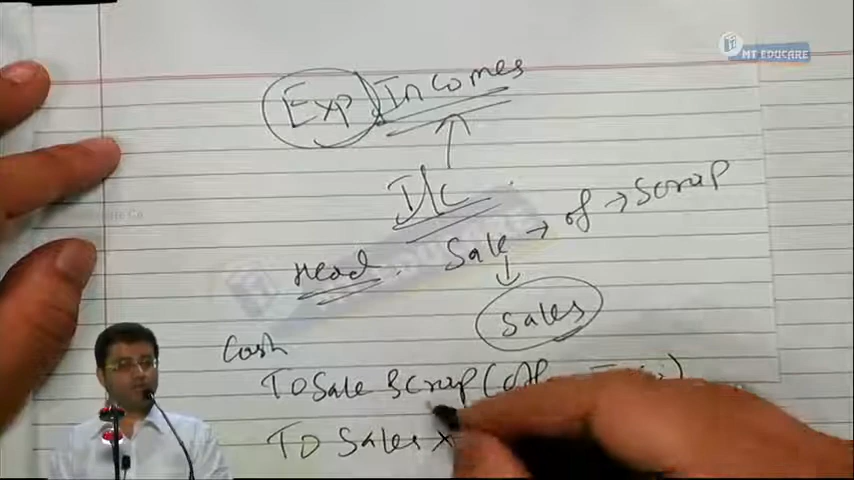 MT EDUCARE
Exp Incomes
I/c
Head. Sale → of → Scrap
Sales
Cash
To Sale Scrap (
To Sales x